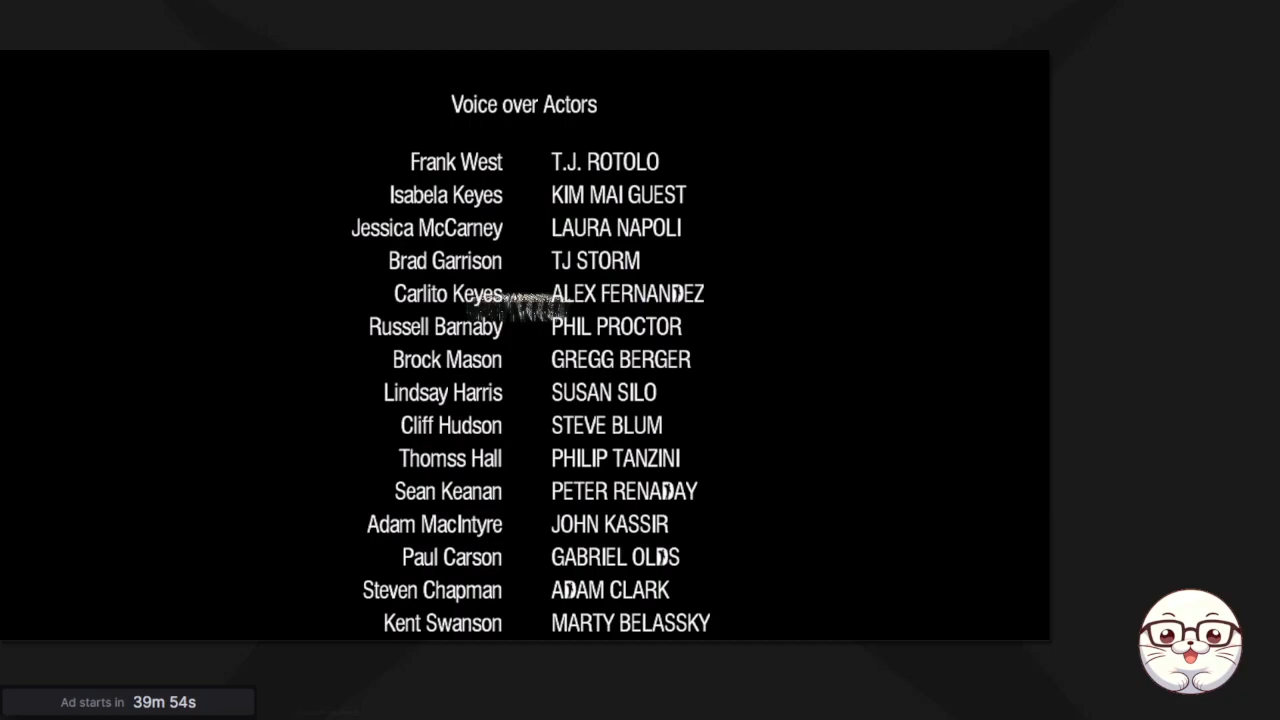 Voice over Actors
Frank West T.J. ROTOLO
Isabela Keyes KIM MAI GUEST
Jessica McCarney LAURA NAPOLI
Brad Garrison TJ STORM
Carlito Keyes ALEX FERNANDEZ
Russell Barnaby PHIL PROCTOR
Brock Mason GREGG BERGER
Lindsay Harris SUSAN SILO
Cliff Hudson STEVE BLUM
Thomss Hall PHILIP TANZINI
Sean Keanan PETER RENADAY
Adam MacIntyre JOHN KASSIR
Paul Carson GABRIEL OLDS
Steven Chapman ADAM CLARK
Kent Swanson MARTY BELASSKY
Ad starts in 39m 54s